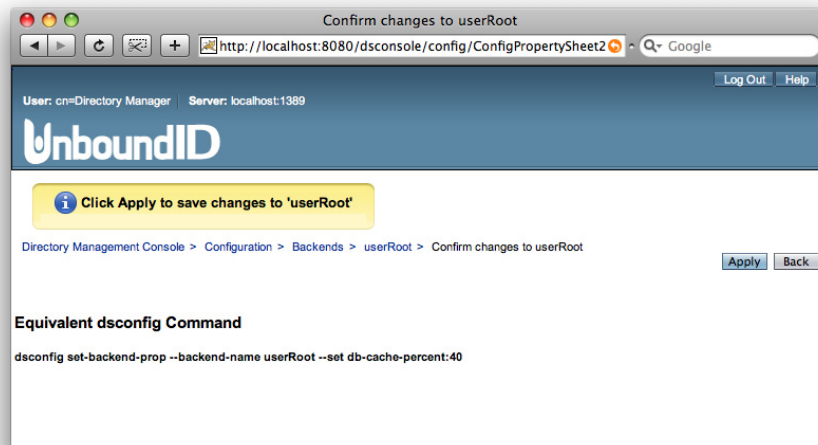 Confirm changes to userRoot
http://localhost:8080/dsconsole/config/ConfigPropertySheet2
Google
Log Out Help
User: cn=Directory Manager Server: localhost:1389
UnboundID
Click Apply to save changes to 'userRoot'
Directory Management Console > Configuration > Backends > userRoot > Confirm changes to userRoot
Apply Back
Equivalent dsconfig Command
dsconfig set-backend-prop --backend-name userRoot --set db-cache-percent:40